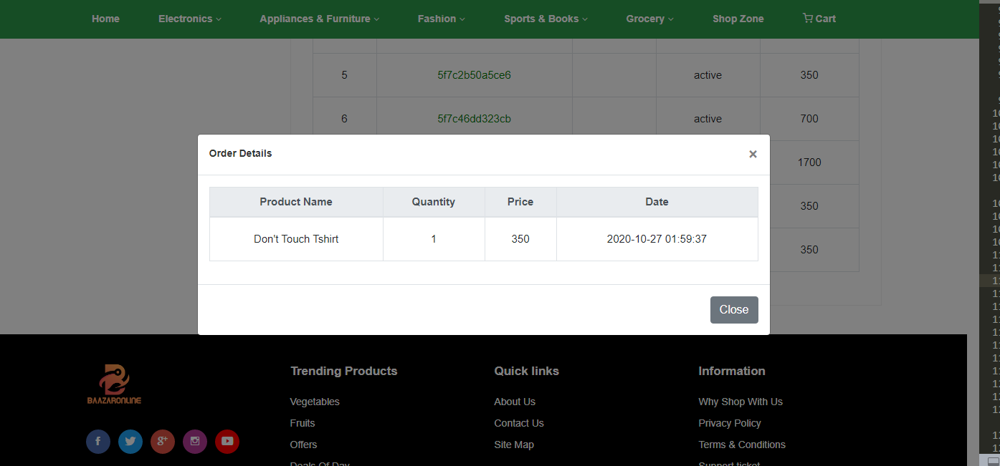 Home Electronics Appliances & Furniture Fashion Sports & Books Grocery Shop Zone Cart
5 5f7c2b50a5ce6 active 350
6 5f7c46dd323cb active 700
Order Details ×
1700
Product Name Quantity Price Date
350
Don't Touch Tshirt 1 350 2020-10-27 01:59:37
350
Close
BAAZARONLINE
Trending Products Quick links Information
Vegetables About Us Why Shop With Us
Fruits Contact Us Privacy Policy
Offers Site Map Terms & Conditions
Deals Of Day Support ticket